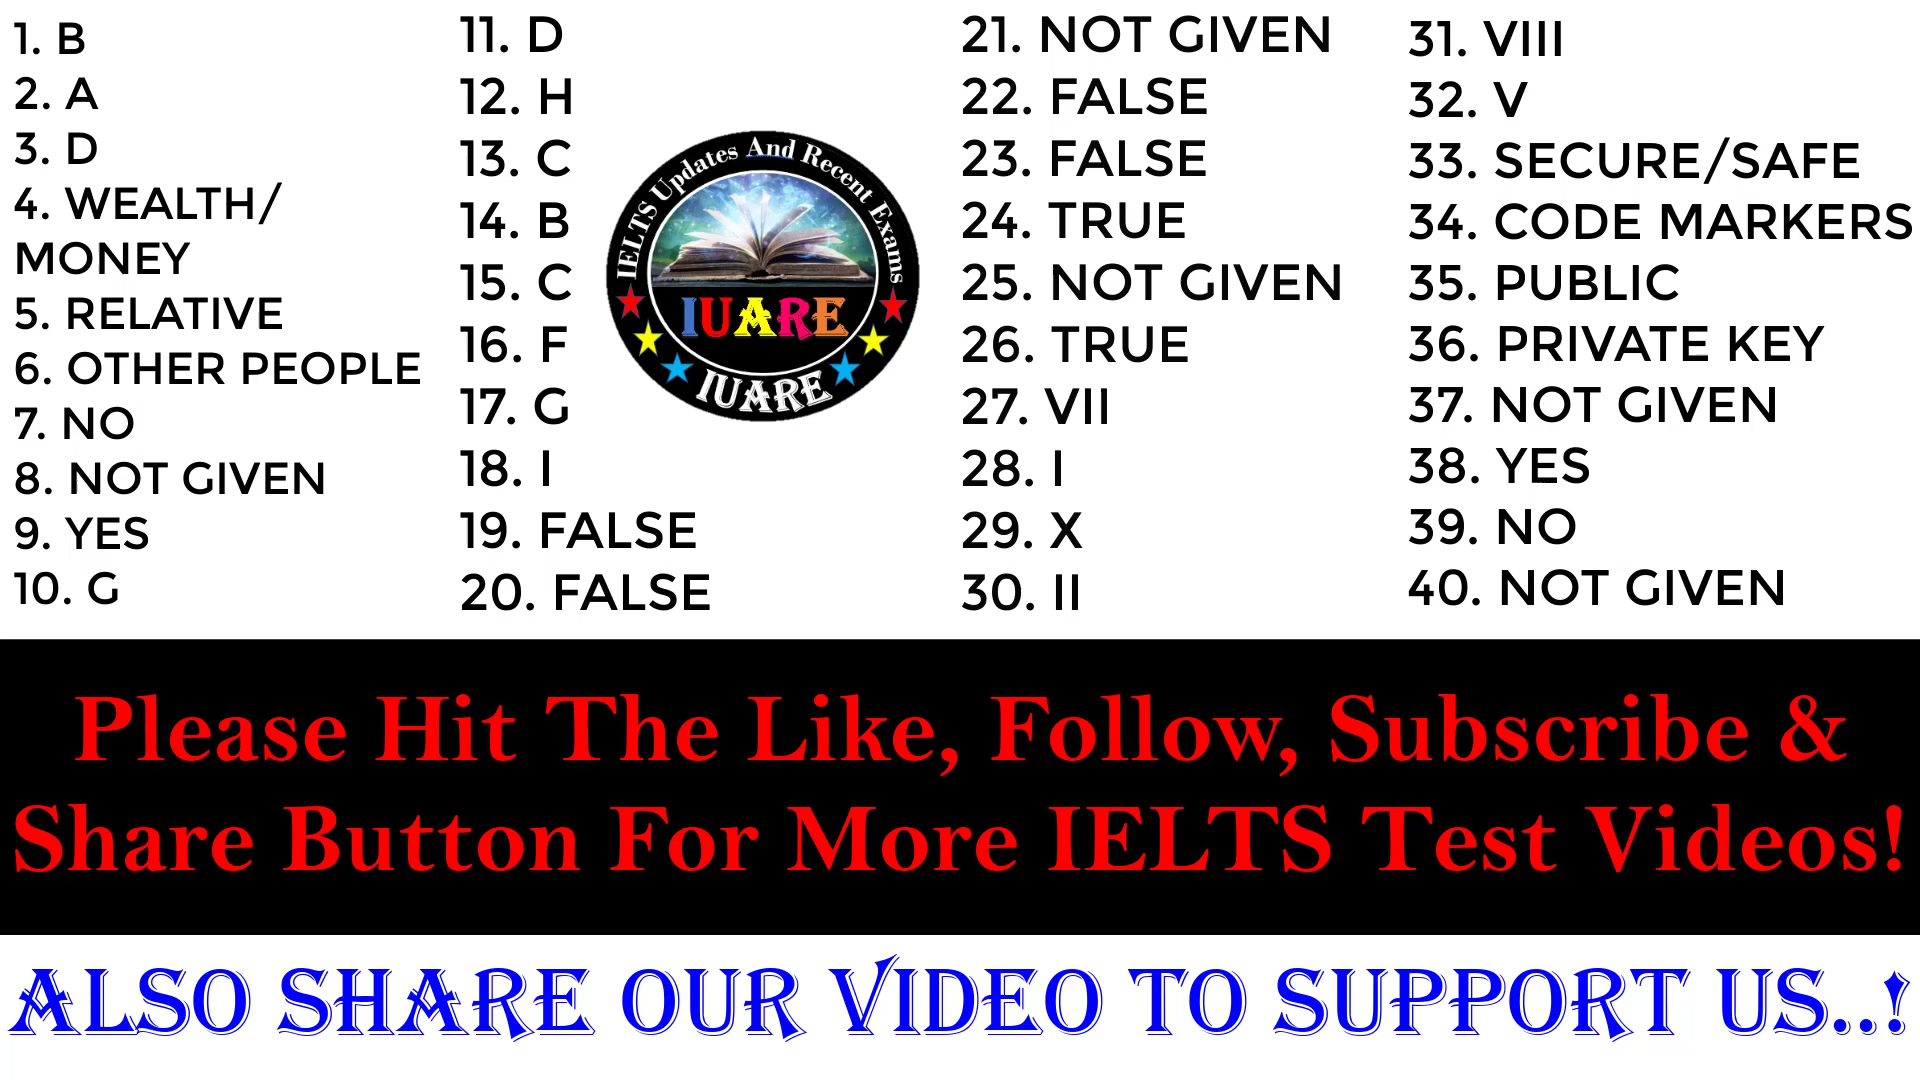 1. B
2. A
3. D
4. WEALTH/
MONEY
5. RELATIVE
6. OTHER PEOPLE
7. NO
8. NOT GIVEN
9. YES
10. G
11. D
12. H
13. C
14. B
15. C
16. F
17. G
18. I
19. FALSE
20. FALSE
IELTS Updates And Recent Exams
IUARE
IUARE
21. NOT GIVEN
22. FALSE
23. FALSE
24. TRUE
25. NOT GIVEN
26. TRUE
27. VII
28. I
29. X
30. II
31. VIII
32. V
33. SECURE/SAFE
34. CODE MARKERS
35. PUBLIC
36. PRIVATE KEY
37. NOT GIVEN
38. YES
39. NO
40. NOT GIVEN
Please Hit The Like, Follow, Subscribe &
Share Button For More IELTS Test Videos!
ALSO SHARE OUR VIDEO TO SUPPORT US..!